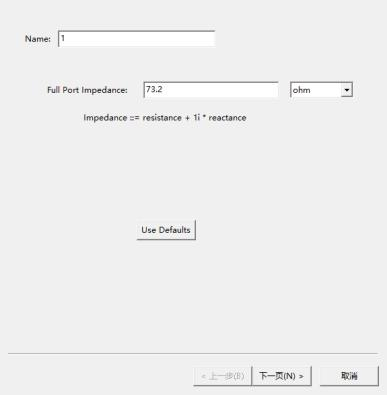 Name: 1
Full Port Impedance: 73.2 ohm
Impedance := resistance + 1i * reactance
Use Defaults
< 上一步(B) 下一页(N) > 取消